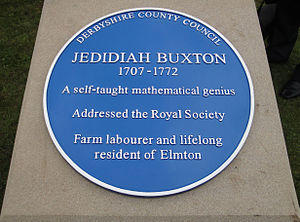 DERBYSHIRE COUNTY COUNCIL
JEDIDIAH BUXTON
1707-1772
A self-taught mathematical genius
Addressed the Royal Society
Farm labourer and lifelong
resident of Elmton